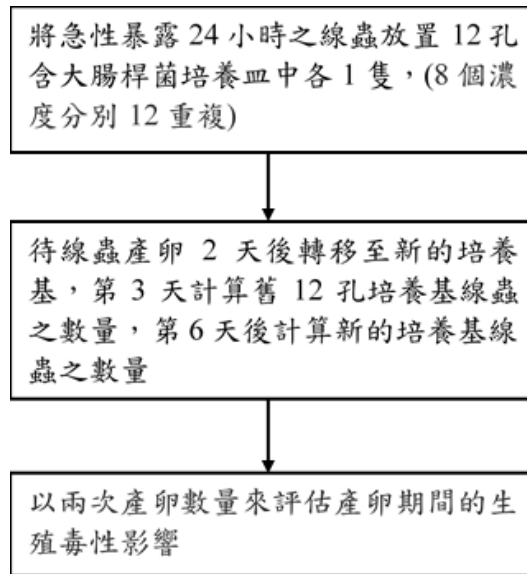 將急性暴露 24 小時之線蟲放置 12 孔
含大腸桿菌培養皿中各 1 隻，(8 個濃
度分別 12 重複)
待線蟲產卵 2 天後轉移至新的培養
基，第 3 天計算舊 12 孔培養基線蟲
之數量，第 6 天後計算新的培養基線
蟲之數量
以兩次產卵數量來評估產卵期間的生
殖毒性影響